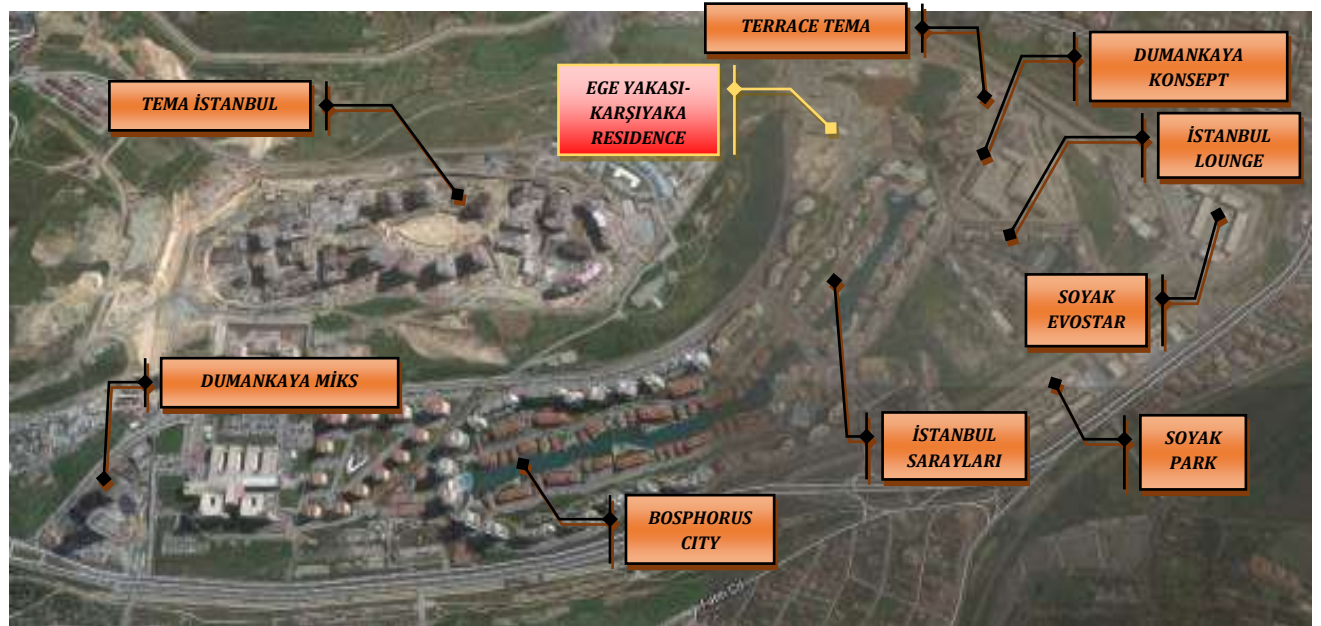 TERRACE TEMA
DUMANKAYA
KONSEPT
EGE YAKASI-
KARŞIYAKA
RESIDENCE
TEMA İSTANBUL
İSTANBUL
LOUNGE
SOYAK
EVOSTAR
DUMANKAYA MİKS
İSTANBUL
SARAYLARI
SOYAK
PARK
BOSPHORUS
CITY